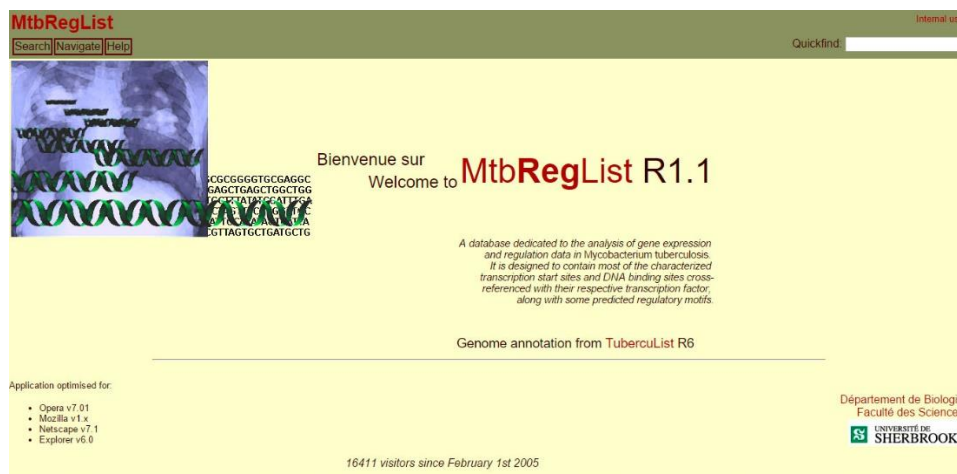 MtbRegList
Internal us
Search Navigate Help
Quickfind:
Bienvenue sur
Welcome to MtbRegList R1.1
GCGCGGGGTGCGAGGC
GAGCTGAGCTGGCTGG
CGTTAGTGCTGATGCTG
A database dedicated to the analysis of gene expression
and regulation data in Mycobacterium tuberculosis.
It is designed to contain most of the characterized
transcription start sites and DNA binding sites cross-
referenced with their respective transcription factor,
along with some predicted regulatory motifs.
Genome annotation from TubercuList R6
Application optimised for:
Opera v7.01
Mozilla v1.x
Netscape v7.1
Explorer v6.0
Département de Biologi
Faculté des Science
UNIVERSITÉ DE
SHERBROOK
16411 visitors since February 1st 2005